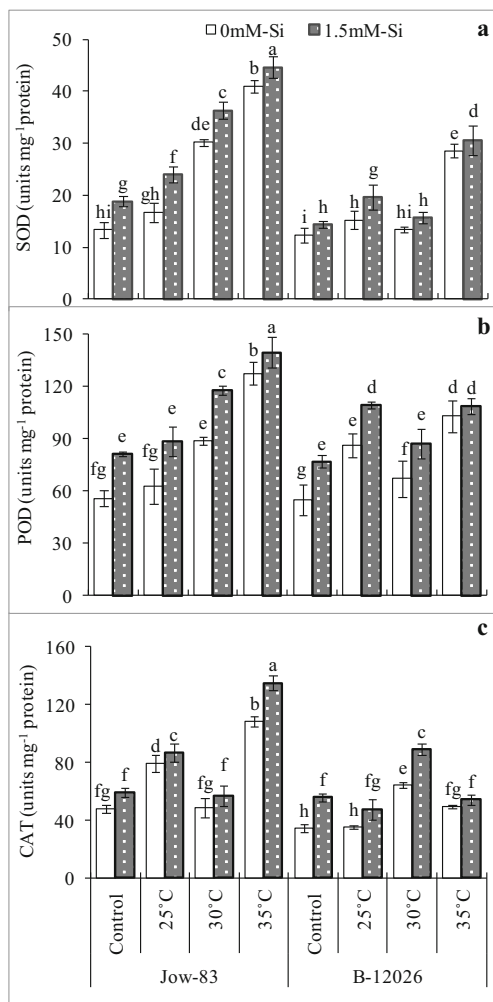 0mM-Si 1.5mM-Si a
SOD (units mg-1 protein)
50
40
30
20
10
0
hi g gh f de c b a i h h g hi h e d
b
POD (units mg-1 protein)
150
120
90
60
30
0
fg e fg e e c b a g e e d f e d d
c
CAT (units mg-1 protein)
160
120
80
40
0
fg f d c fg f b a h f h fg e c fg f
Control 25°C 30°C 35°C Control 25°C 30°C 35°C
Jow-83 B-12026